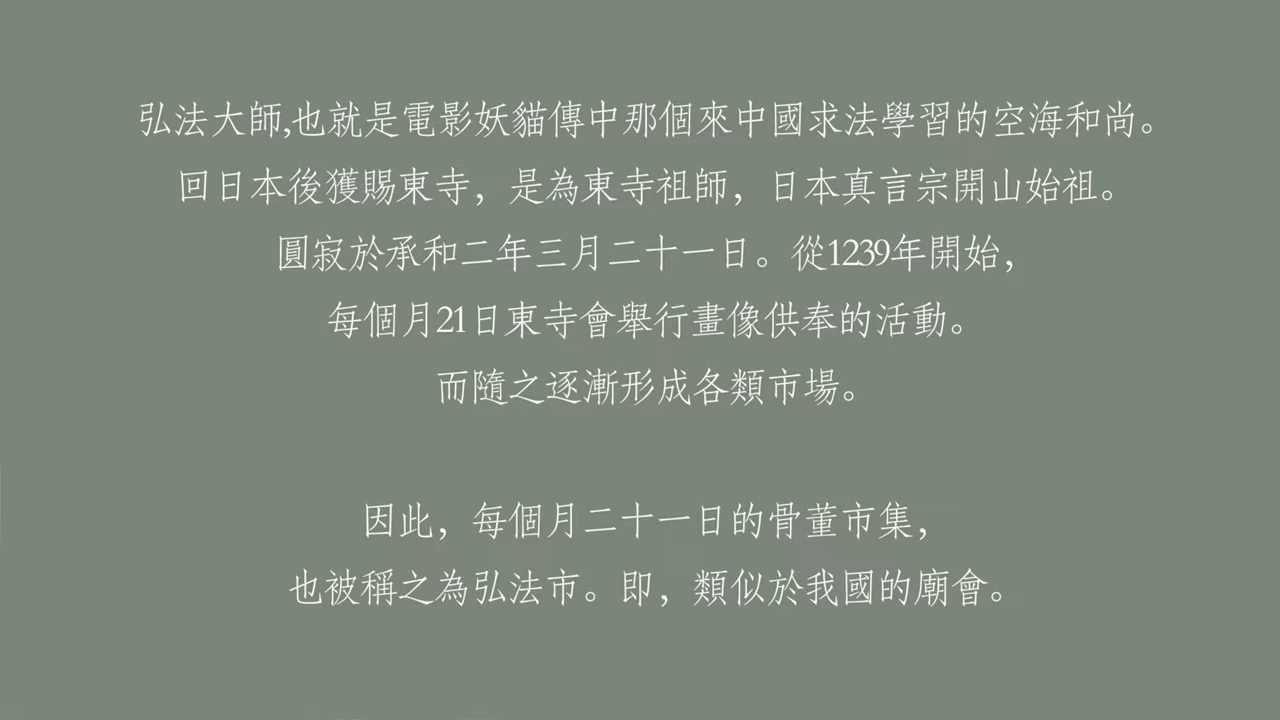 弘法大師,也就是電影妖貓傳中那個來中國求法學習的空海和尚。
回日本後獲賜東寺，是為東寺祖師，日本真言宗開山始祖。
圓寂於承和二年三月二十一日。從1239年開始，
每個月21日東寺會舉行畫像供奉的活動。
而隨之逐漸形成各類市場。
因此，每個月二十一日的骨董市集，
也被稱之為弘法市。即，類似於我國的廟會。